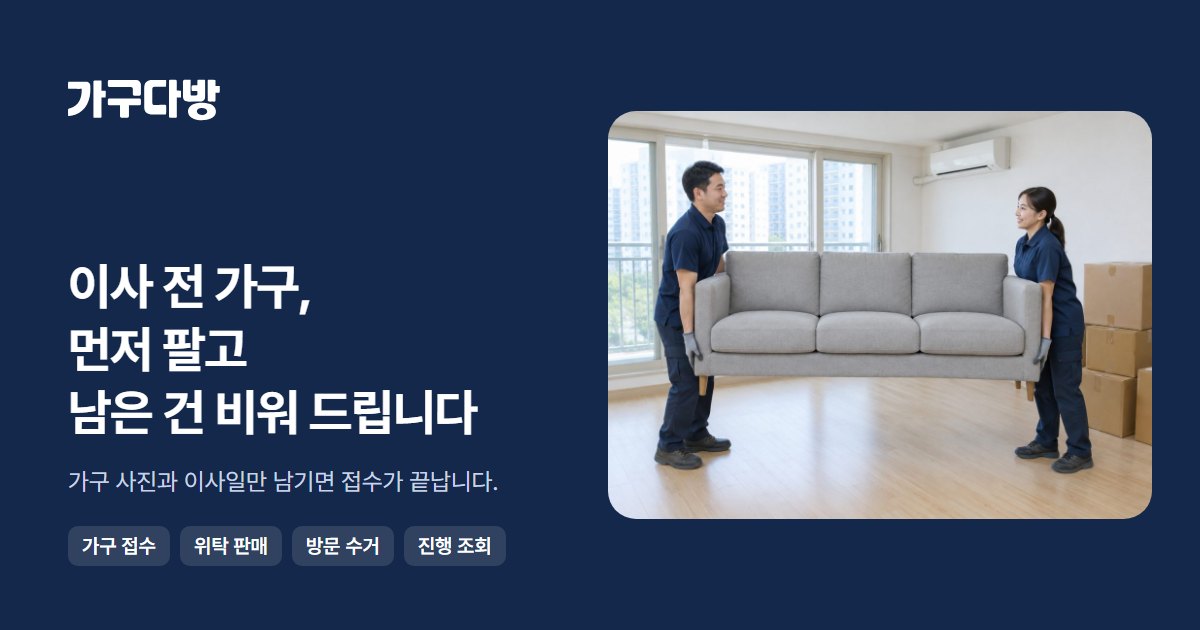 가구다방
이사 전 가구,
먼저 팔고
남은 건 비워 드립니다
가구 사진과 이사일만 남기면 접수가 끝납니다.
가구 접수
위탁 판매
방문 수거
진행 조회